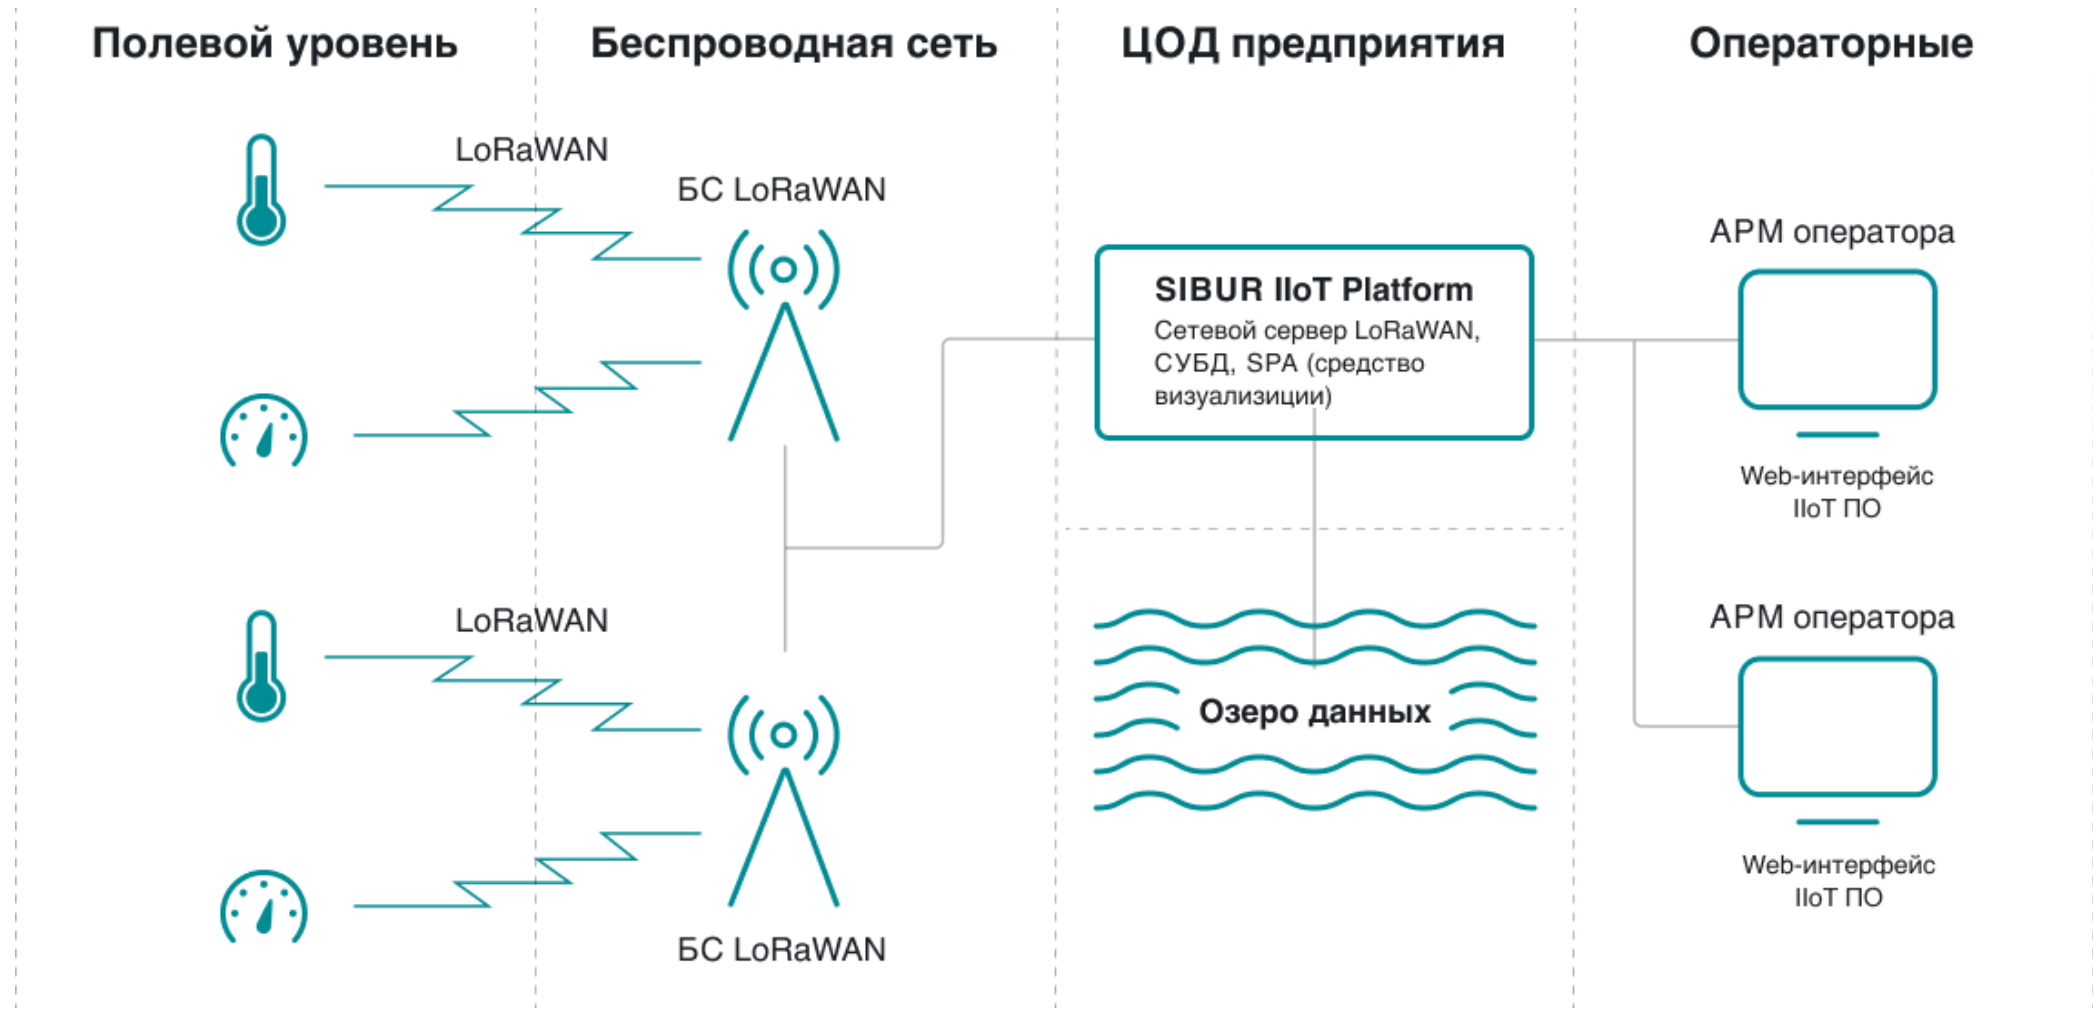 Полевой уровень
Беспроводная сеть
ЦОД предприятия
Операторные
LoRaWAN
БС LoRaWAN
SIBUR IIoT Platform
Сетевой сервер LoRaWAN,
СУБД, SPA (средство
визуализиции)
АРМ оператора
Web-интерфейс
IIoT ПО
LoRaWAN
БС LoRaWAN
Озеро данных
АРМ оператора
Web-интерфейс
IIoT ПО